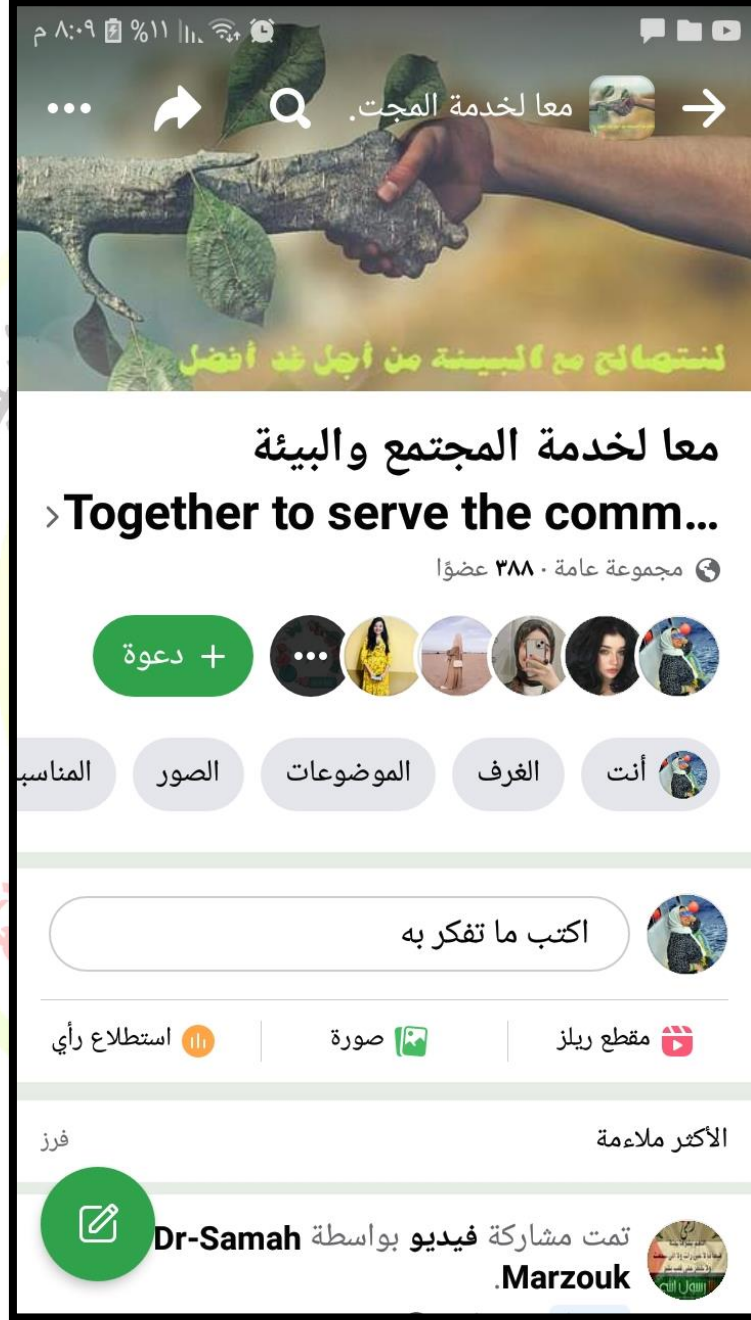 ٨:٠٩ م %١١
معا لخدمة المجت.
لنتصالح مع البيئة من أجل غد أفضل
معا لخدمة المجتمع والبيئة
Together to serve the comm...
مجموعة عامة · ٣٨٨ عضوًا
+ دعوة
أنت الغرف الموضوعات الصور المناسب
اكتب ما تفكر به
مقطع ريلز صورة استطلاع رأي
الأكثر ملاءمة فرز
تمت مشاركة فيديو بواسطة Dr-Samah
Marzouk.